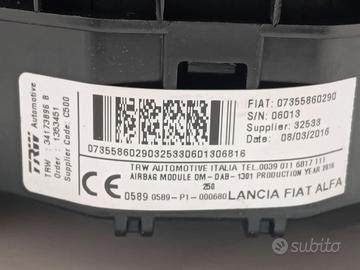 TRW Automotive
TRW : 34173896 B
Order : 1353451
Supplier Code: C500
FIAT: 07355860290
S/N: 06013
Supplier: 32533
Date: 08/03/2016
07355860290325330601306816
TRW AUTOMOTIVE ITALIA TEL.0039 011 6817 111
AIRBAG MODULE DM-DAB-1301 PRODUCTION YEAR 2016
250
0589 0589-P1-000680 LANCIA FIAT ALFA
subito